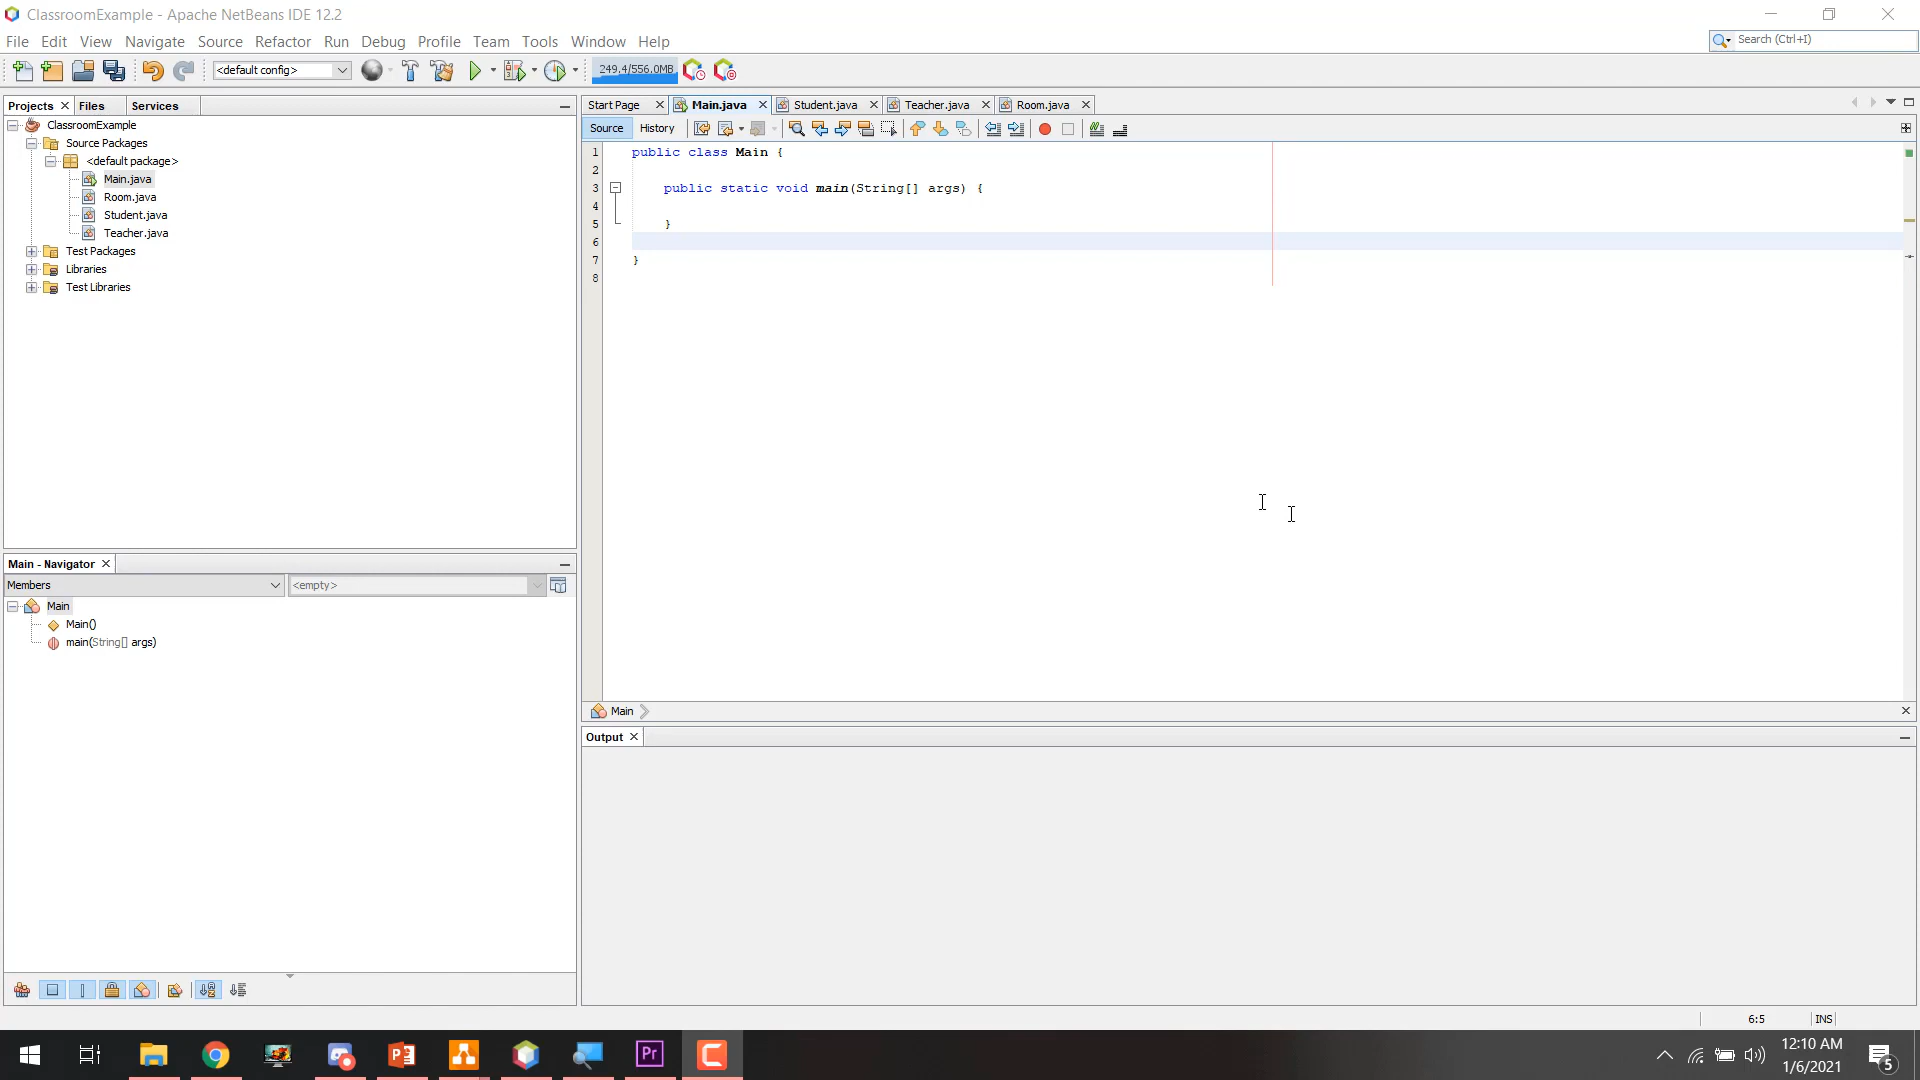 ClassroomExample - Apache NetBeans IDE 12.2
File Edit View Navigate Source Refactor Run Debug Profile Team Tools Window Help
Search (Ctrl+I)
<default config>
249.4/556.0MB
Projects Files Services
ClassroomExample
Source Packages
<default package>
Main.java
Room.java
Student.java
Teacher.java
Test Packages
Libraries
Test Libraries
Start Page Main.java Student.java Teacher.java Room.java
Source History
1 public class Main {
2
3 public static void main(String[] args) {
4
5 }
6
7 }
8
Main
Main - Navigator
Members <empty>
Main
Main()
main(String[] args)
Output
6:5 INS
Pr
12:10 AM
1/6/2021
5